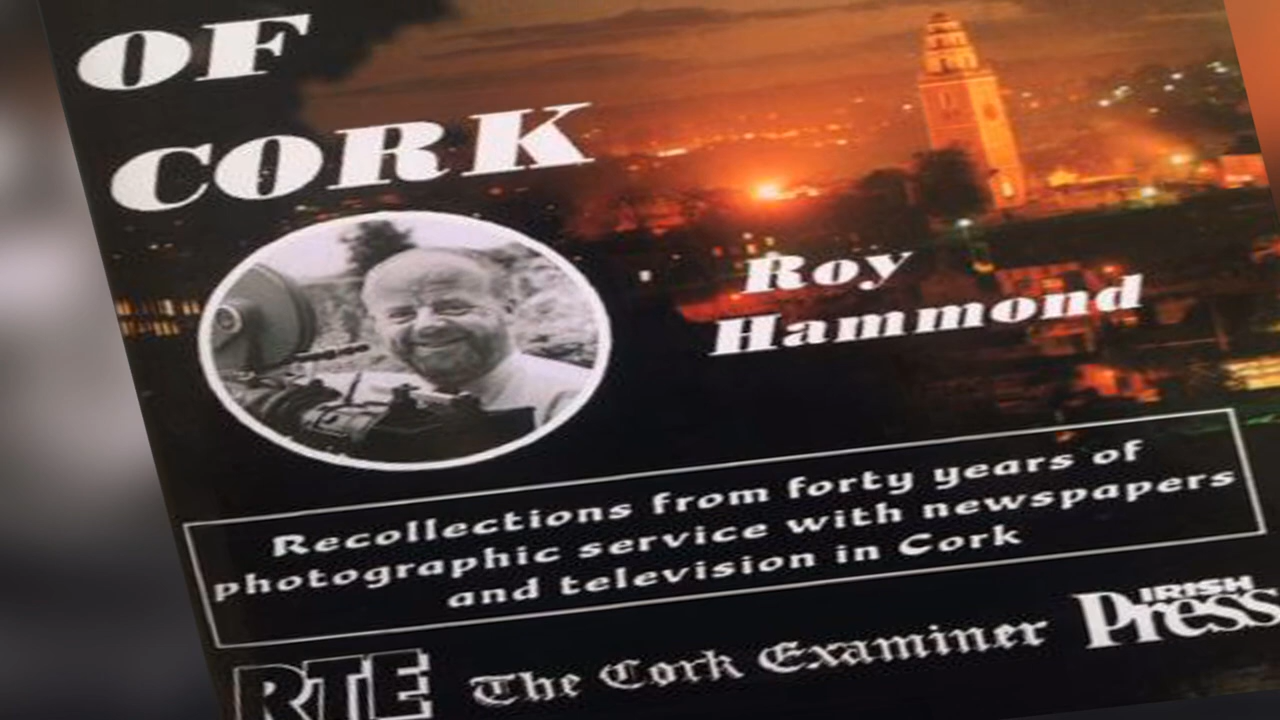 OF
CORK
Roy
Hammond
Recollections from forty years of
photographic service with newspapers
and television in Cork
RTE
The Cork Examiner
IRISH
Press